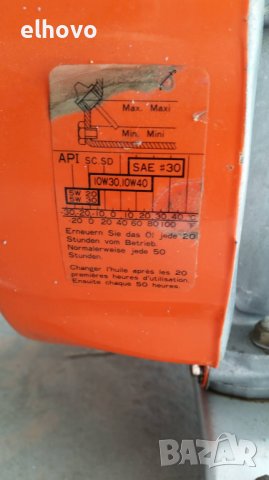 elhovo
Max. Maxi
Min. Mini
API SC.SD
SAE #30
10W30.10W40
5W 20
5W 30
30 20 10 0 10 20 30 40 °C
-20 0 20 40 60 80 100
Erneuern Sie das Öl jede 20
Stunden vom Betrieb.
Normalerweise jede 50
Stunden.
Changer l'huile après les 20
premières heures d'utilisation.
Ensuite chaque 50 heures.
BAZAR